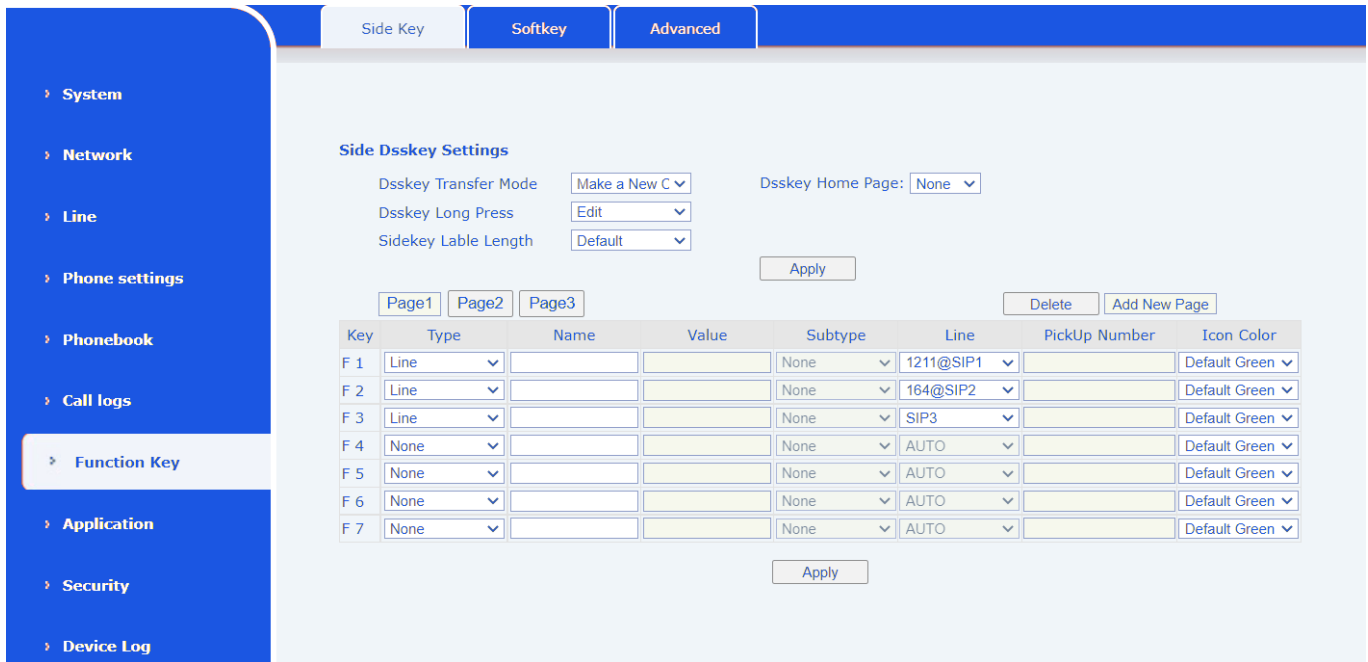 Side Key Softkey Advanced
System
Network
Line
Phone settings
Phonebook
Call logs
Function Key
Application
Security
Device Log
Side Dsskey Settings
Dsskey Transfer Mode Make a New C Dsskey Home Page: None
Dsskey Long Press Edit
Sidekey Lable Length Default
Apply
Page1 Page2 Page3 Delete Add New Page
Key Type Name Value Subtype Line PickUp Number Icon Color
F 1 Line None 1211@SIP1 Default Green
F 2 Line None 164@SIP2 Default Green
F 3 Line None SIP3 Default Green
F 4 None None AUTO Default Green
F 5 None None AUTO Default Green
F 6 None None AUTO Default Green
F 7 None None AUTO Default Green
Apply